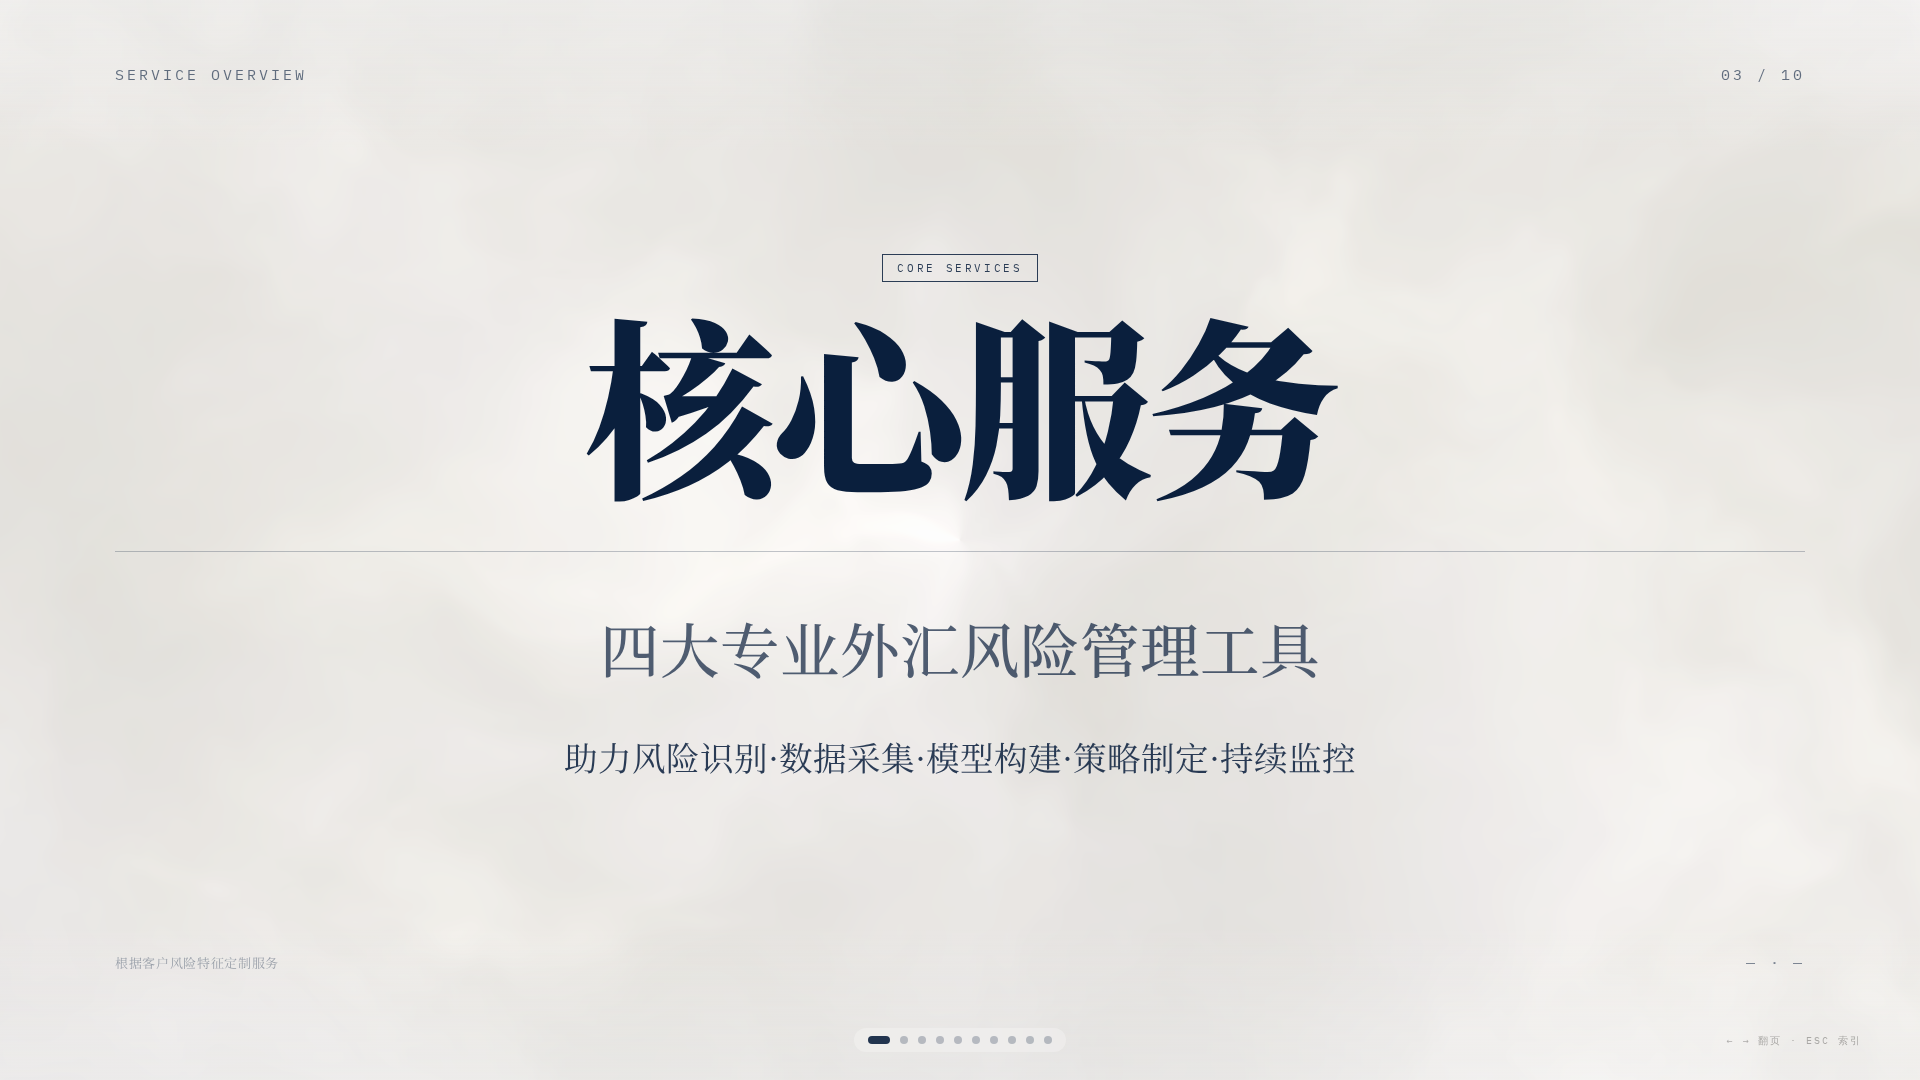 SERVICE OVERVIEW
03 / 10
CORE SERVICES
核心服务
四大专业外汇风险管理工具
助力风险识别·数据采集·模型构建·策略制定·持续监控
根据客户风险特征定制服务
— · —
← → 翻页 · ESC 索引